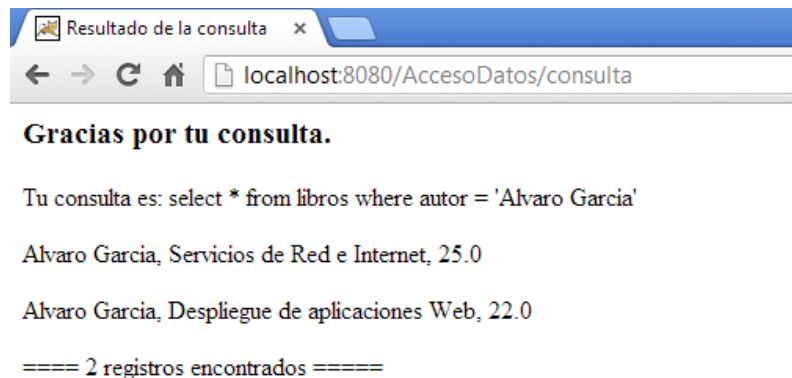 Resultado de la consulta
localhost:8080/AccesoDatos/consulta
Gracias por tu consulta.
Tu consulta es: select * from libros where autor = 'Alvaro Garcia'
Alvaro Garcia, Servicios de Red e Internet, 25.0
Alvaro Garcia, Despliegue de aplicaciones Web, 22.0
==== 2 registros encontrados =====